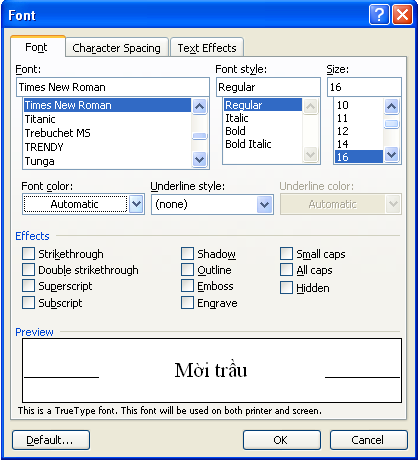 Font
Font Character Spacing Text Effects
Font: Font style: Size:
Times New Roman Regular 16
Times New Roman Regular 10
Titanic Italic 11
Trebuchet MS Bold 12
TRENDY Bold Italic 14
Tunga 16
Font color: Underline style: Underline color:
Automatic (none) Automatic
Effects
Strikethrough Shadow Small caps
Double strikethrough Outline All caps
Superscript Emboss Hidden
Subscript Engrave
Preview
Mời trầu
This is a TrueType font. This font will be used on both printer and screen.
Default... OK Cancel